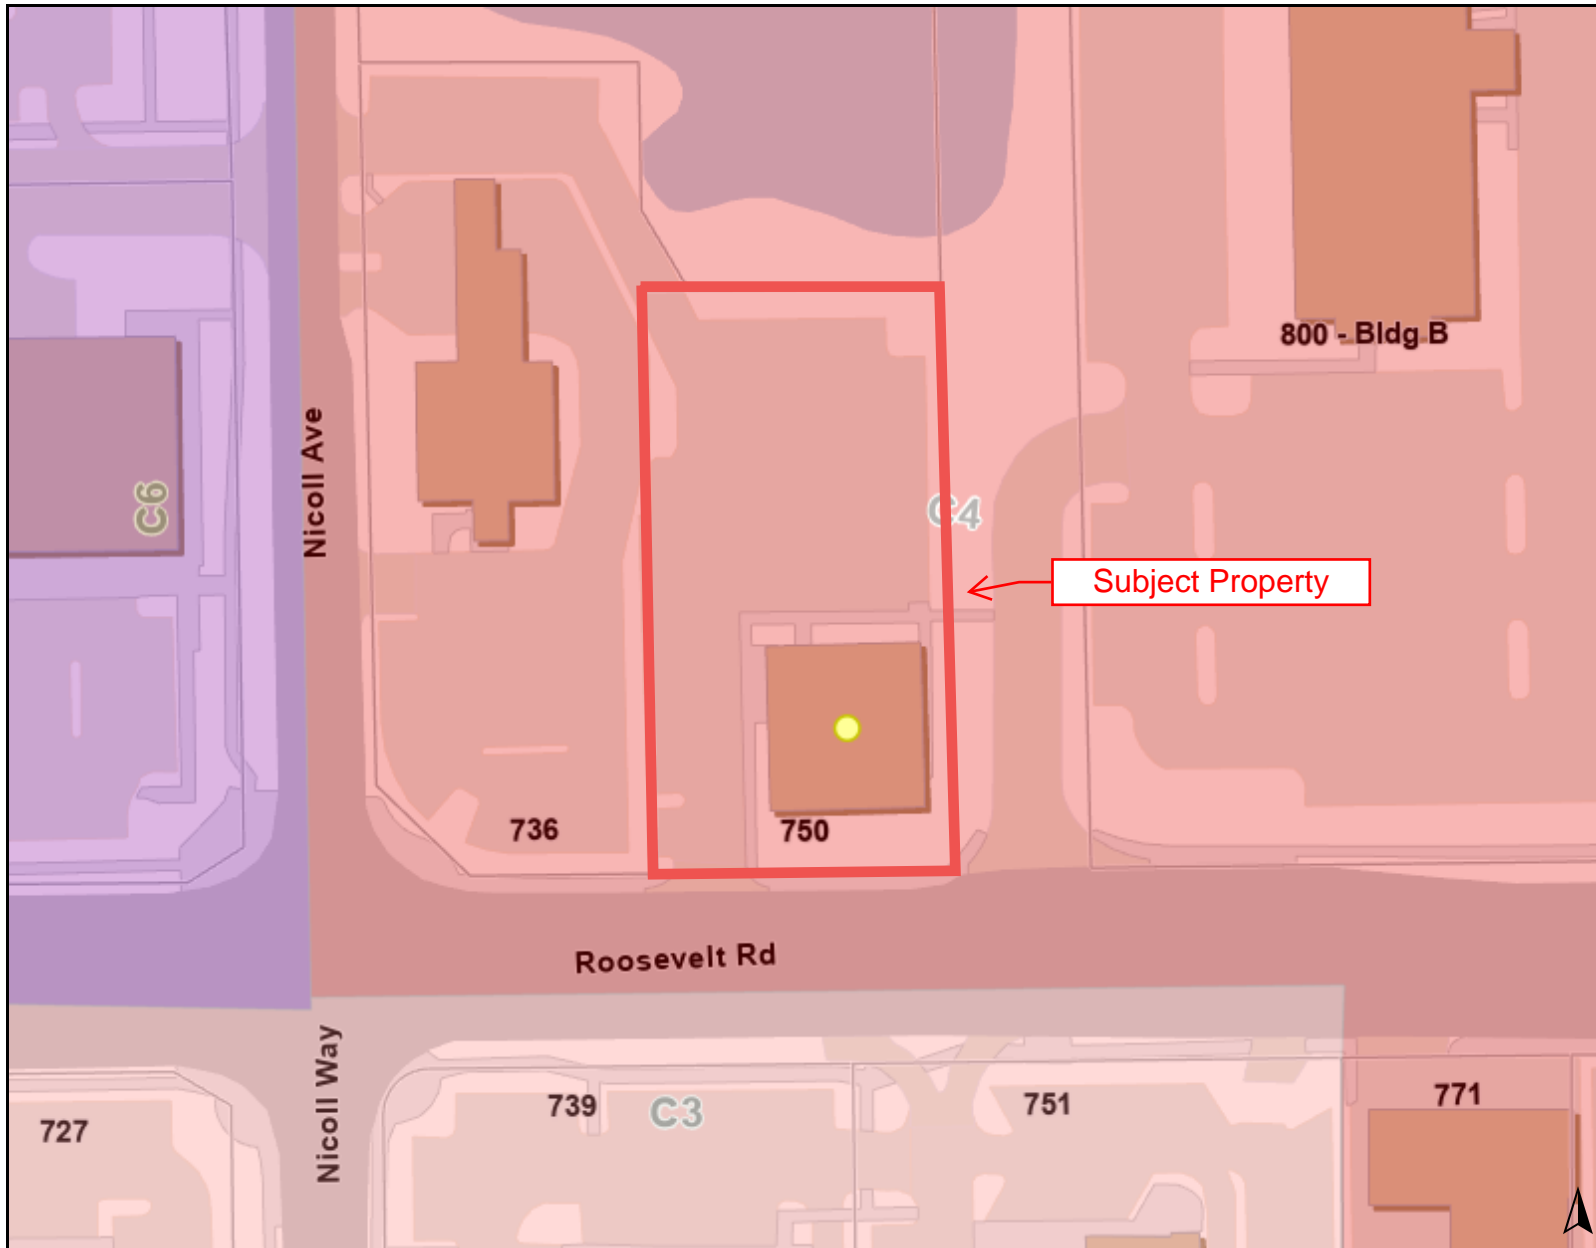 800 - Bldg B
C6
Nicoll Ave
C4
Subject Property
736
750
Roosevelt Rd
Nicoll Way
727
739
C3
751
771